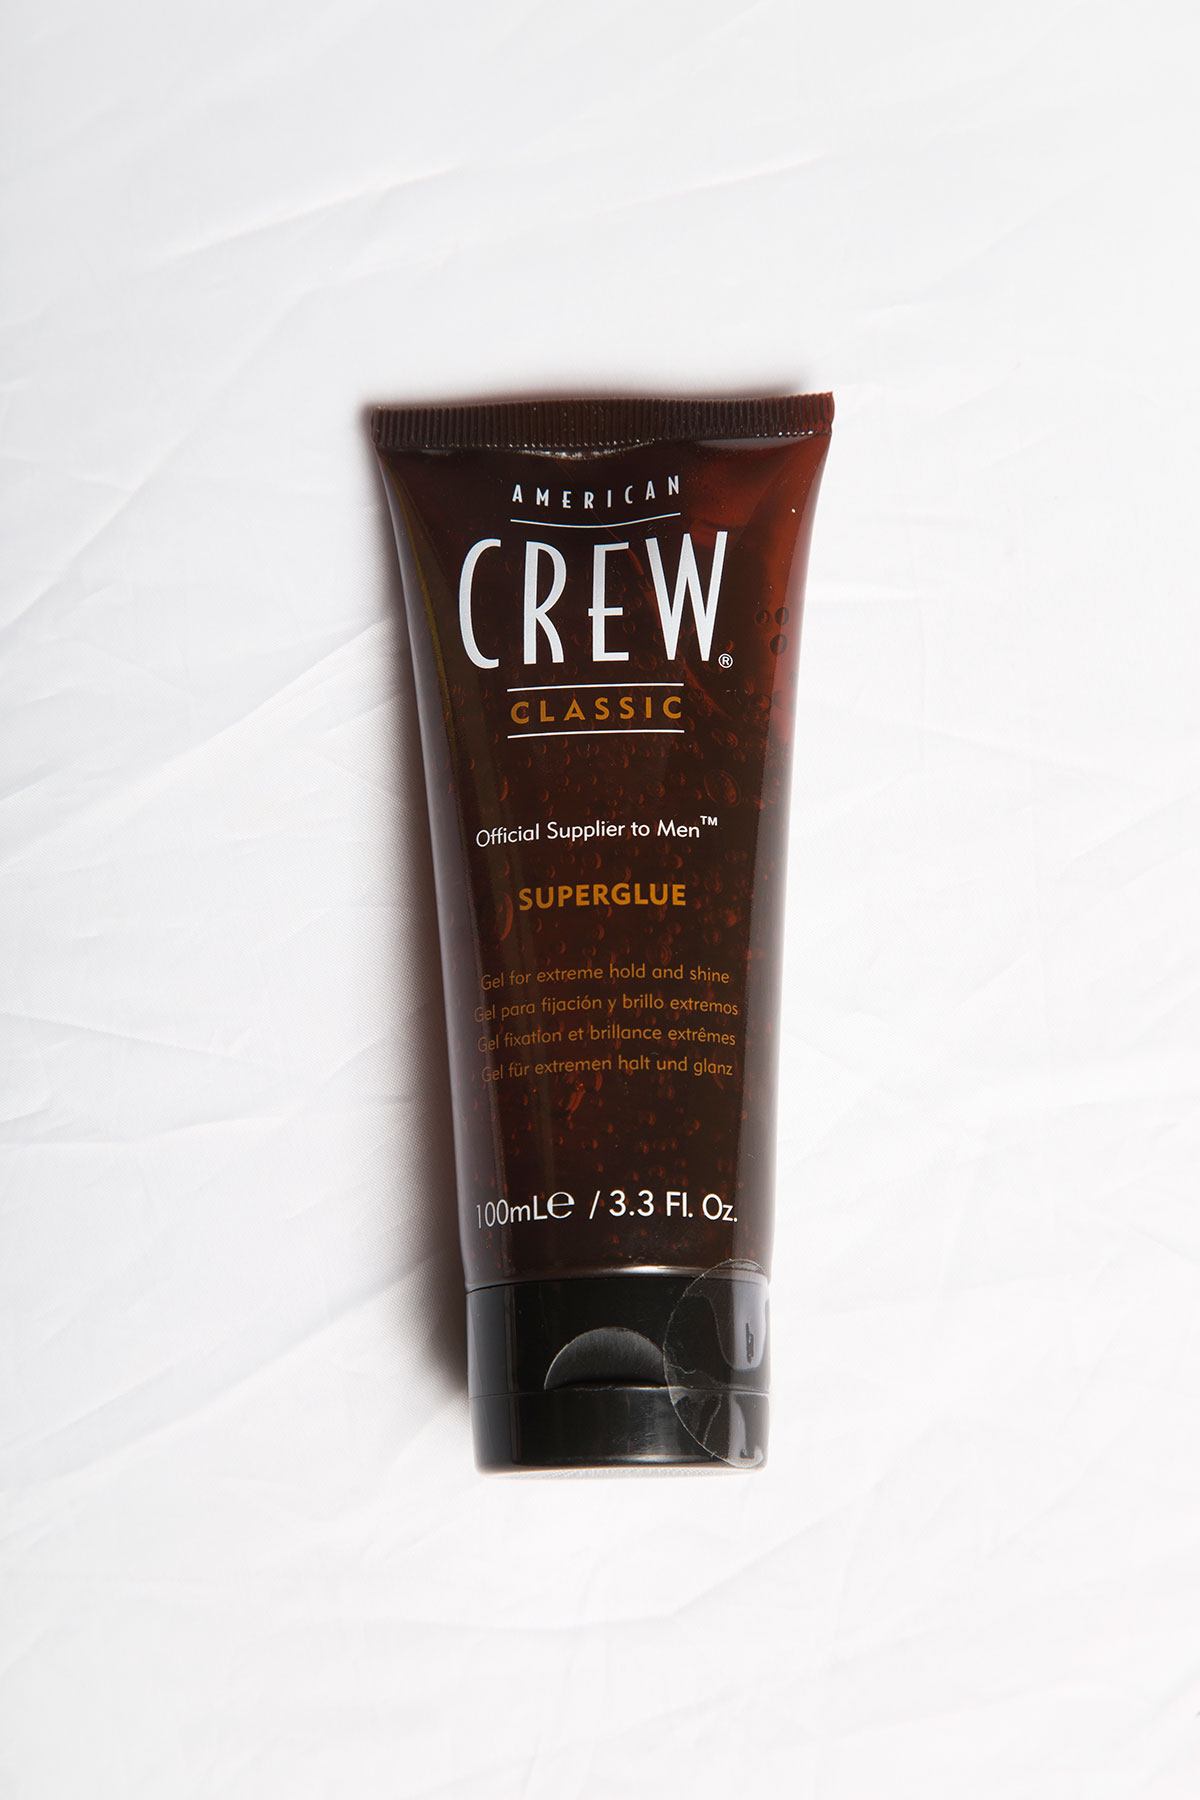 AMERICAN
CREW®
CLASSIC
Official Supplier to Men™
SUPERGLUE
Gel for extreme hold and shine
Gel para fijación y brillo extremos
Gel fixation et brillance extrêmes
Gel für extremen halt und glanz
100mL℮ / 3.3 Fl. Oz.